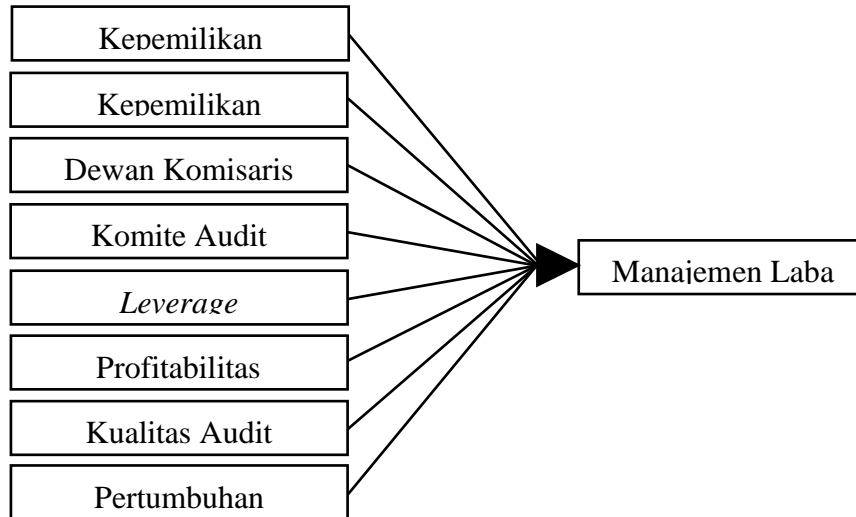 Kepemilikan
Kepemilikan
Dewan Komisaris
Komite Audit
Leverage
Profitabilitas
Kualitas Audit
Pertumbuhan
Manajemen Laba